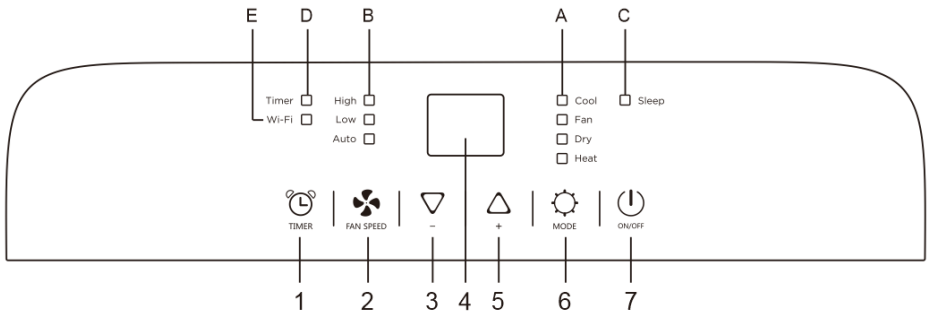 E D B A C
Timer High Cool Sleep
Wi-Fi Low Fan
Auto Dry
Heat
TIMER FAN SPEED − + MODE ON/OFF
1 2 3 4 5 6 7